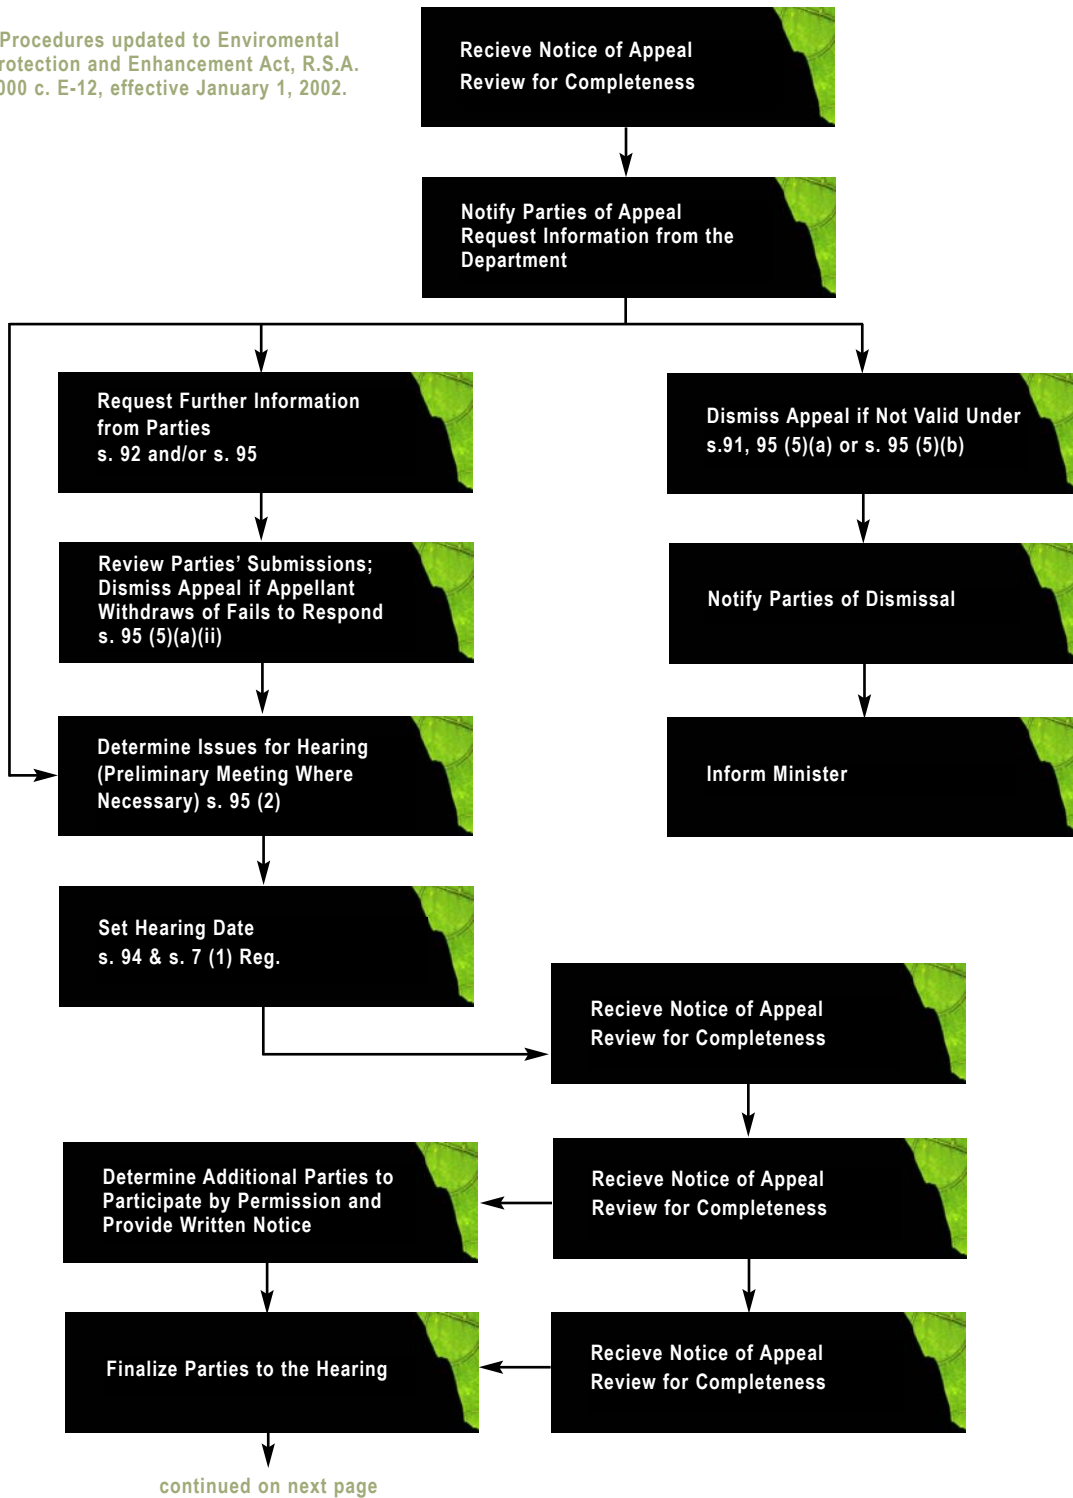 Procedures updated to Enviromental
rotection and Enhancement Act, R.S.A.
000 c. E-12, effective January 1, 2002.
Recieve Notice of Appeal
Review for Completeness
Notify Parties of Appeal
Request Information from the
Department
Request Further Information
from Parties
s. 92 and/or s. 95
Dismiss Appeal if Not Valid Under
s.91, 95 (5)(a) or s. 95 (5)(b)
Review Parties’ Submissions;
Dismiss Appeal if Appellant
Withdraws of Fails to Respond
s. 95 (5)(a)(ii)
Notify Parties of Dismissal
Determine Issues for Hearing
(Preliminary Meeting Where
Necessary) s. 95 (2)
Inform Minister
Set Hearing Date
s. 94 & s. 7 (1) Reg.
Recieve Notice of Appeal
Review for Completeness
Determine Additional Parties to
Participate by Permission and
Provide Written Notice
Recieve Notice of Appeal
Review for Completeness
Finalize Parties to the Hearing
Recieve Notice of Appeal
Review for Completeness
continued on next page